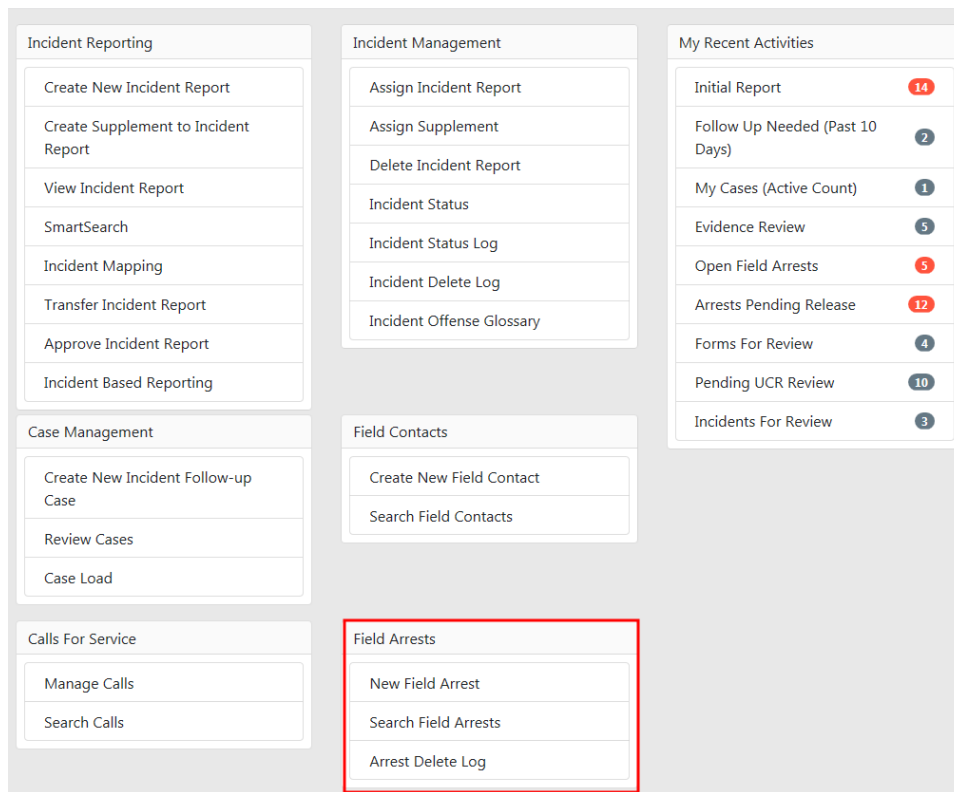 Incident Reporting
Create New Incident Report
Create Supplement to Incident
Report
View Incident Report
SmartSearch
Incident Mapping
Transfer Incident Report
Approve Incident Report
Incident Based Reporting
Incident Management
Assign Incident Report
Assign Supplement
Delete Incident Report
Incident Status
Incident Status Log
Incident Delete Log
Incident Offense Glossary
My Recent Activities
Initial Report 14
Follow Up Needed (Past 10
Days) 2
My Cases (Active Count) 1
Evidence Review 5
Open Field Arrests 5
Arrests Pending Release 12
Forms For Review 4
Pending UCR Review 10
Incidents For Review 3
Case Management
Create New Incident Follow-up
Case
Review Cases
Case Load
Field Contacts
Create New Field Contact
Search Field Contacts
Calls For Service
Manage Calls
Search Calls
Field Arrests
New Field Arrest
Search Field Arrests
Arrest Delete Log